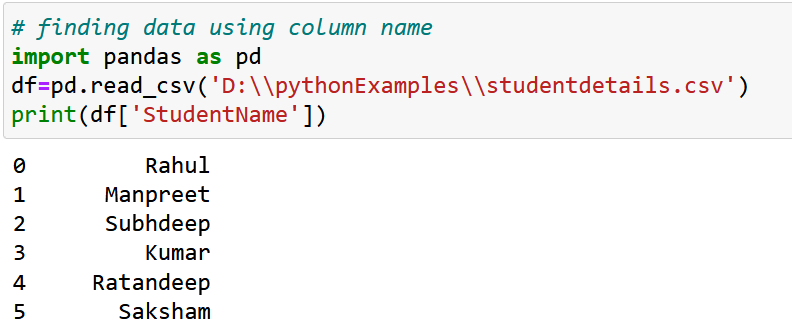 # finding data using column name
import pandas as pd
df=pd.read_csv('D:\\pythonExamples\\studentdetails.csv')
print(df['StudentName'])
0 Rahul
1 Manpreet
2 Subhdeep
3 Kumar
4 Ratandeep
5 Saksham